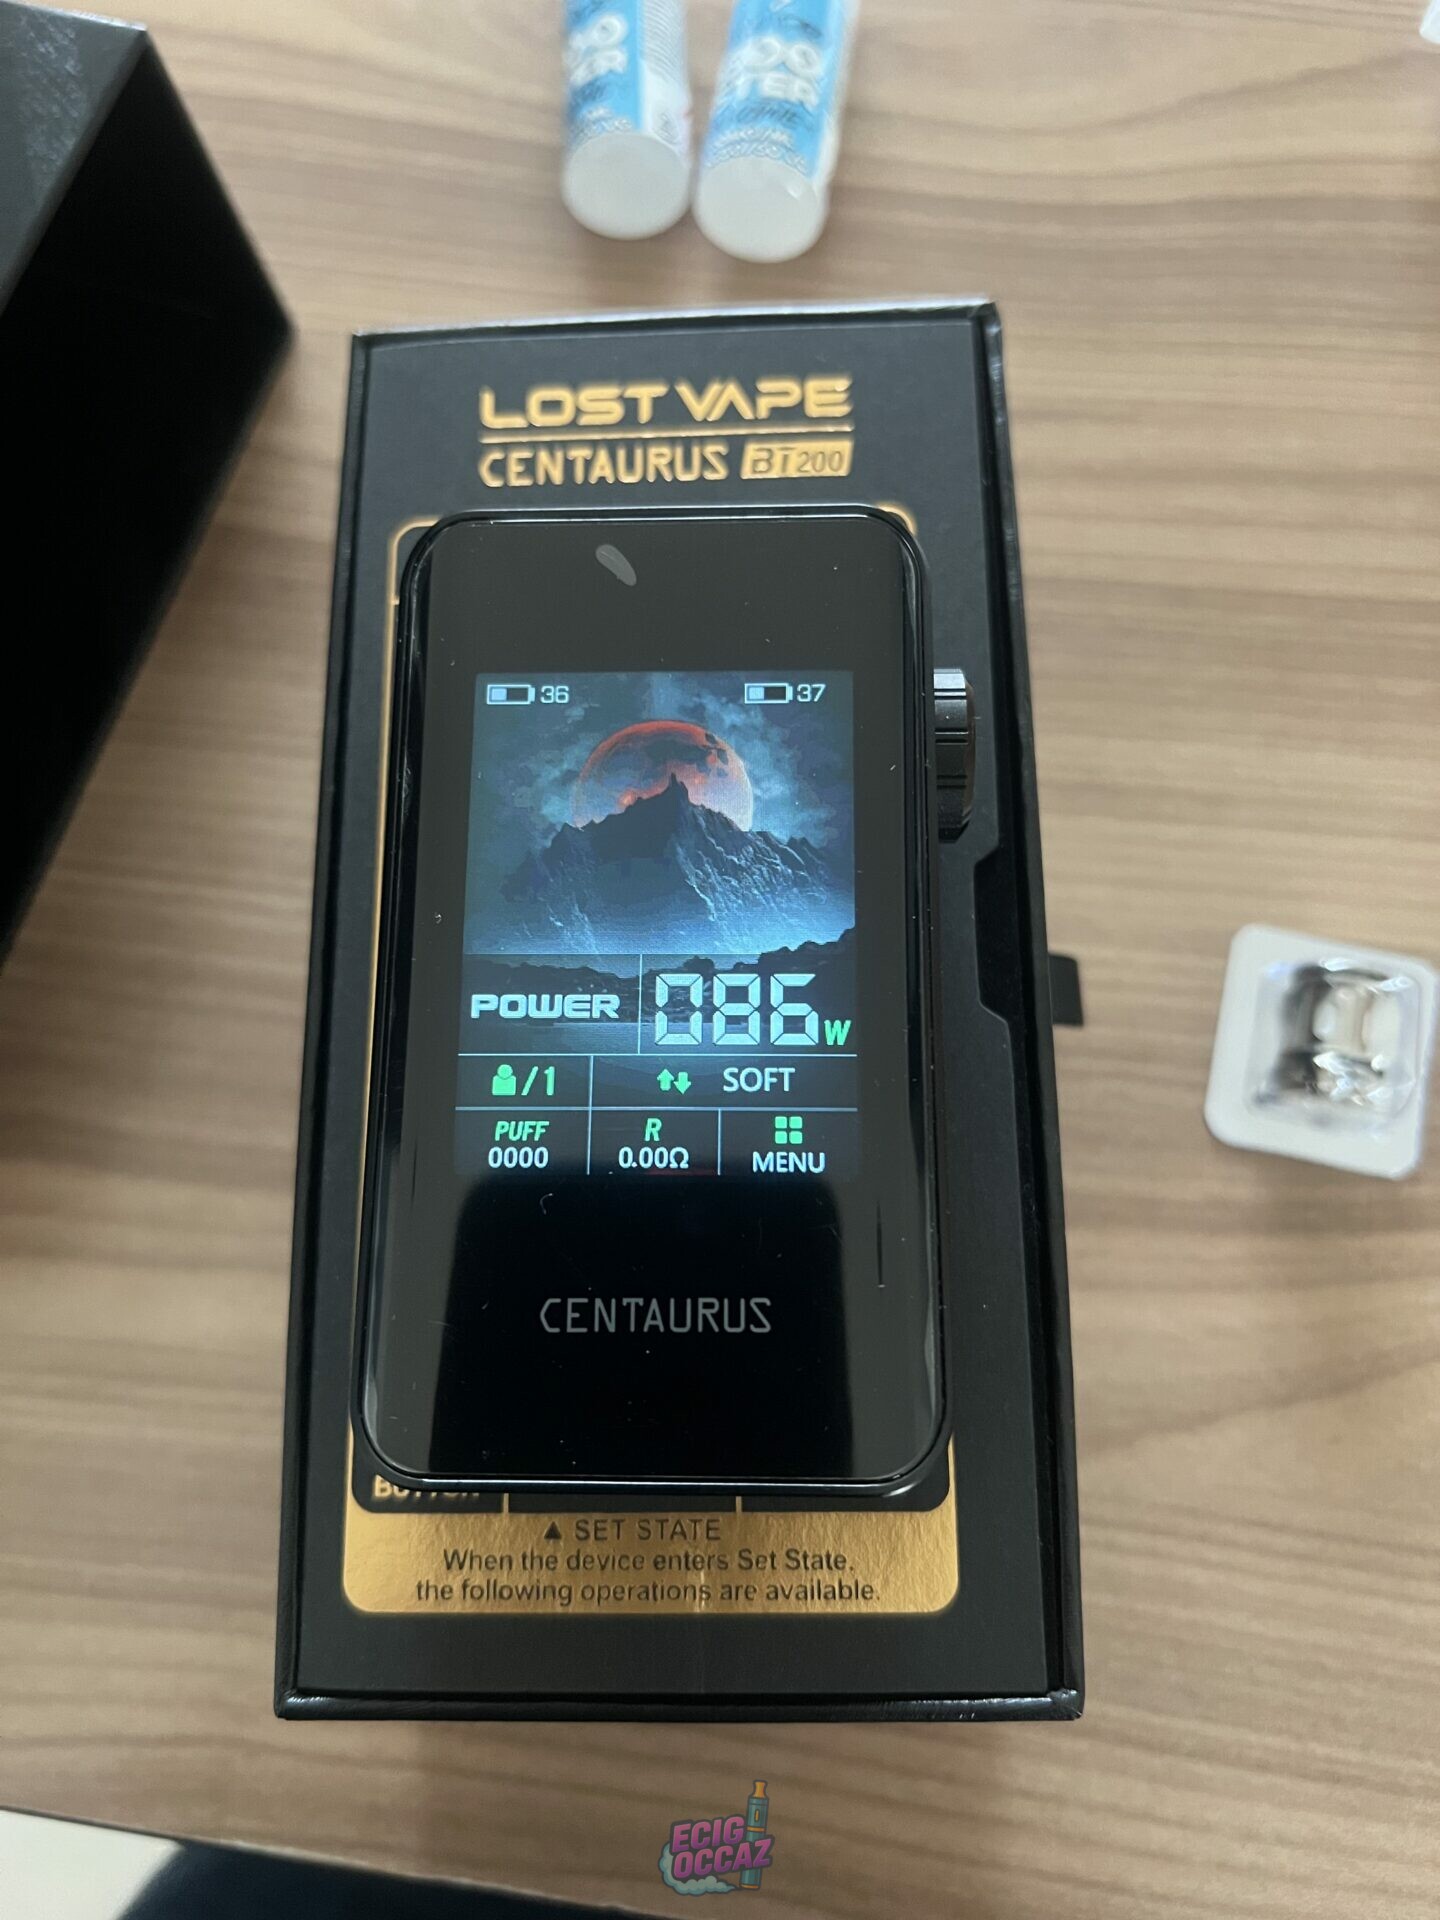 LOST VAPE
CENTAURUS BT200
36 37
POWER 086W
/1 SOFT
PUFF R
0000 0.00Ω MENU
CENTAURUS
▲ SET STATE
When the device enters Set State,
the following operations are available.
ECIG
OCCAZ